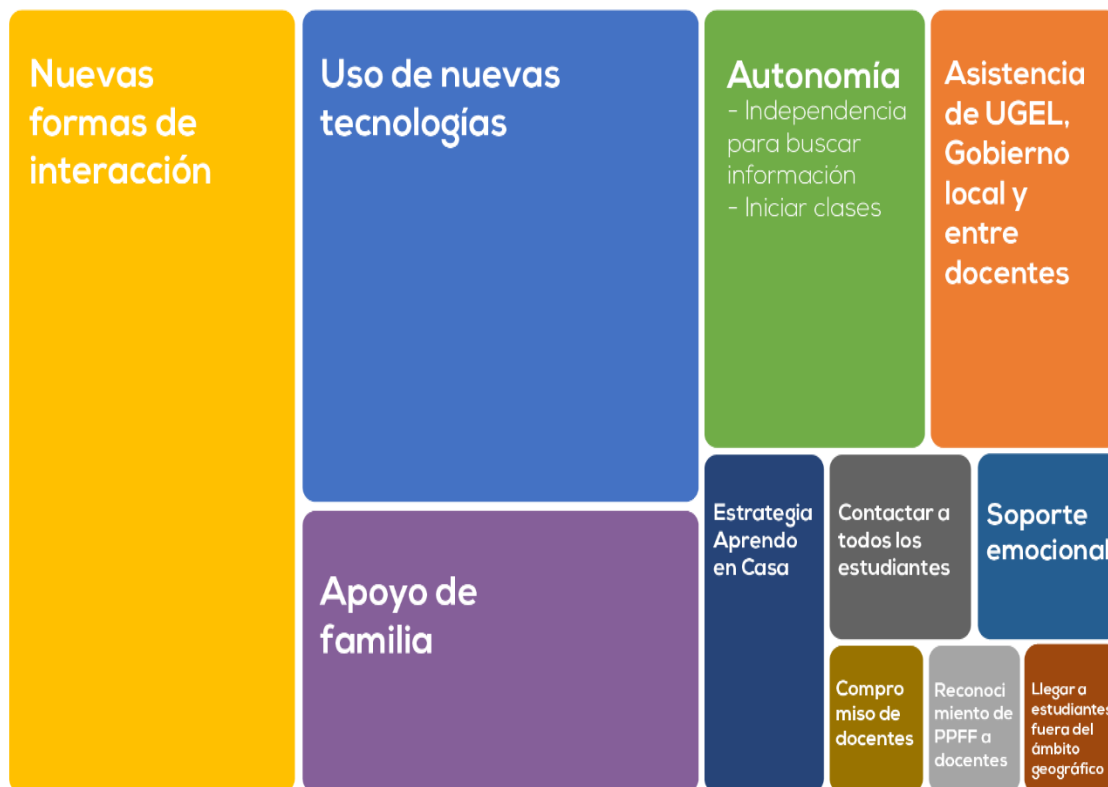 Nuevas
formas de
interacción
Uso de nuevas
tecnologías
Apoyo de
familia
Autonomía
- Independencia
para buscar
información
- Iniciar clases
Asistencia
de UGEL,
Gobierno
local y
entre
docentes
Estrategia
Aprendo
en Casa
Contactar a
todos los
estudiantes
Soporte
emocional
Compro
miso de
docentes
Reconoci
miento de
PPFF a
docentes
Llegar a
estudiantes
fuera del
ámbito
geográfico